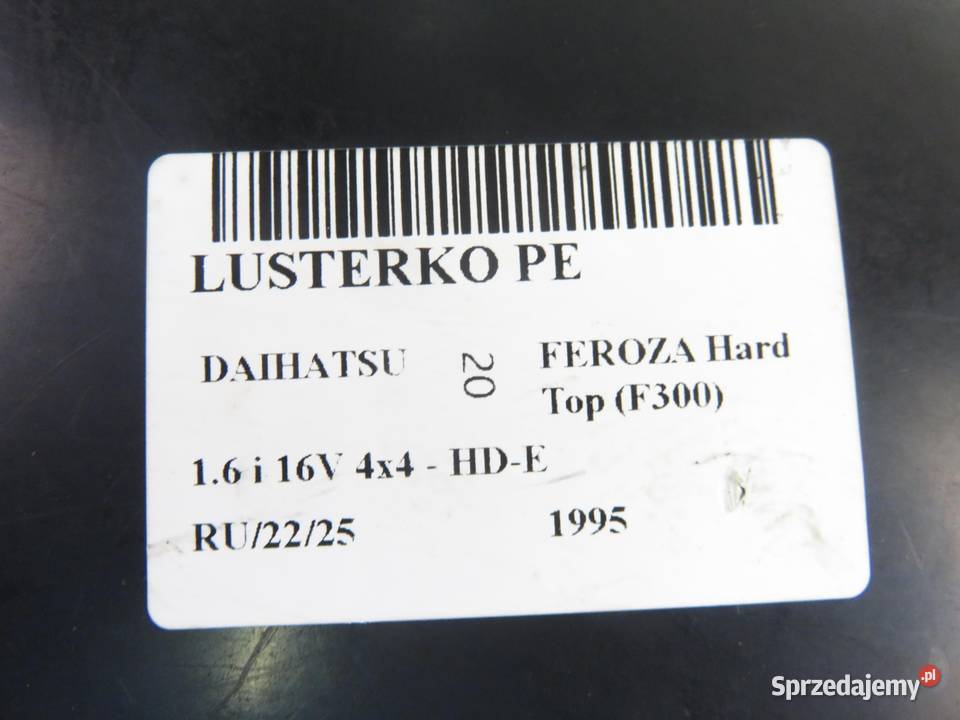 LUSTERKO PE
DAIHATSU
20
FEROZA Hard
Top (F300)
1.6 i 16V 4x4 - HD-E
RU/22/25
1995
Sprzedajemy.pl